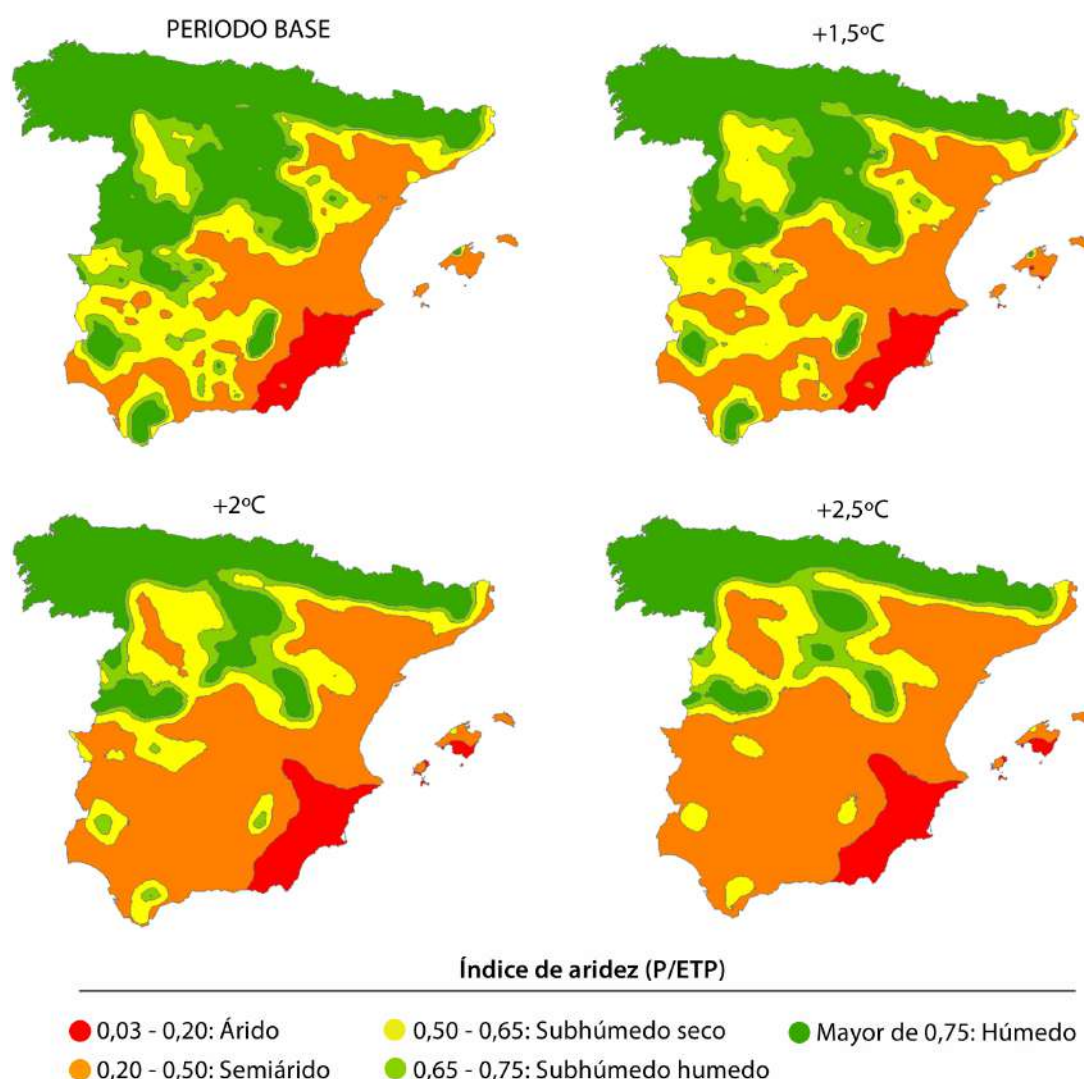 PERIODO BASE
+1,5ºC
+2ºC
+2,5ºC
Índice de aridez (P/ETP)
0,03 - 0,20: Árido
0,50 - 0,65: Subhúmedo seco
Mayor de 0,75: Húmedo
0,20 - 0,50: Semiárido
0,65 - 0,75: Subhúmedo humedo